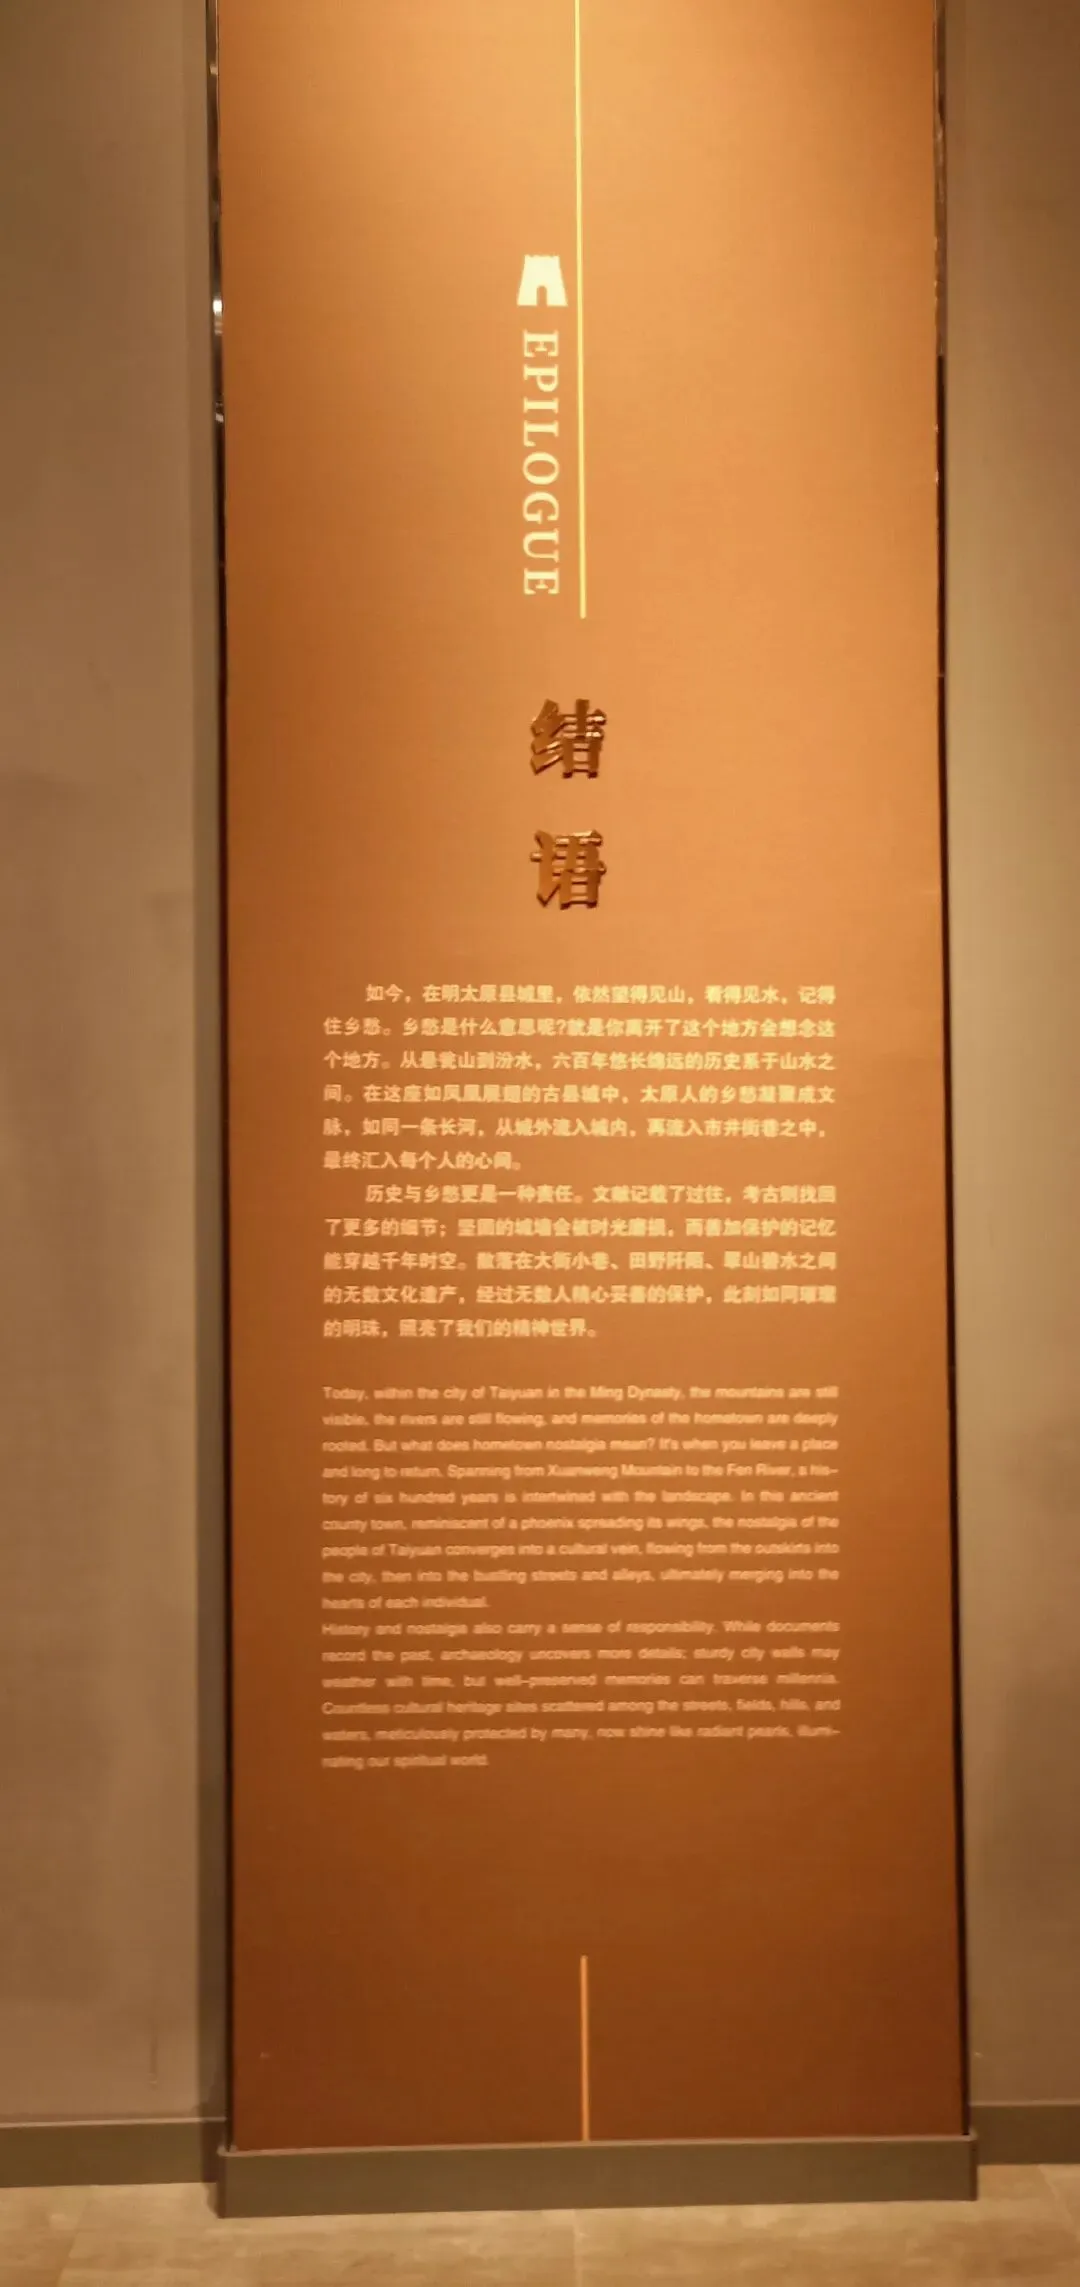 EPILOGUE
结
语
如今，在明太原县城里，依然望得见山，看得见水，记得
住乡愁。乡愁是什么意思呢?就是你离开了这个地方会想念这
个地方。从悬瓮山到汾水，六百年悠长绵远的历史系于山水之
间。在这座如凤凰展翅的古县城中，太原人的乡愁凝聚成文
脉，如同一条长河，从城外流入城内，再流入市井街巷之中，
最终汇入每个人的心间。
历史与乡愁更是一种责任。文献记载了过往，考古则找回
了更多的细节；坚固的城墙会被时光磨损，而善加保护的记忆
能穿越千年时空。散落在大街小巷、田野阡陌、翠山碧水之间
的无数文化遗产，经过无数人精心妥善的保护，此刻如同璀璨
的明珠，照亮了我们的精神世界。
Today, within the city of Taiyuan in the Ming Dynasty, the mountains are still
visible, the rivers are still flowing, and memories of the hometown are deeply
rooted. But what does hometown nostalgia mean? It's when you leave a place
and long to return. Spanning from Xuanweng Mountain to the Fen River, a his-
tory of six hundred years is intertwined with the landscape. In this ancient
county town, reminiscent of a phoenix spreading its wings, the nostalgia of the
people of Taiyuan converges into a cultural vein, flowing from the outskirts into
the city, then into the bustling streets and alleys, ultimately merging into the
hearts of each individual.
History and nostalgia also carry a sense of responsibility. While documents
record the past, archaeology uncovers more details; sturdy city walls may
weather with time, but well-preserved memories can traverse millennia.
Countless cultural heritage sites scattered among the streets, fields, hills, and
waters, meticulously protected by many, now shine like radiant pearls, illumi-
nating our spiritual world.